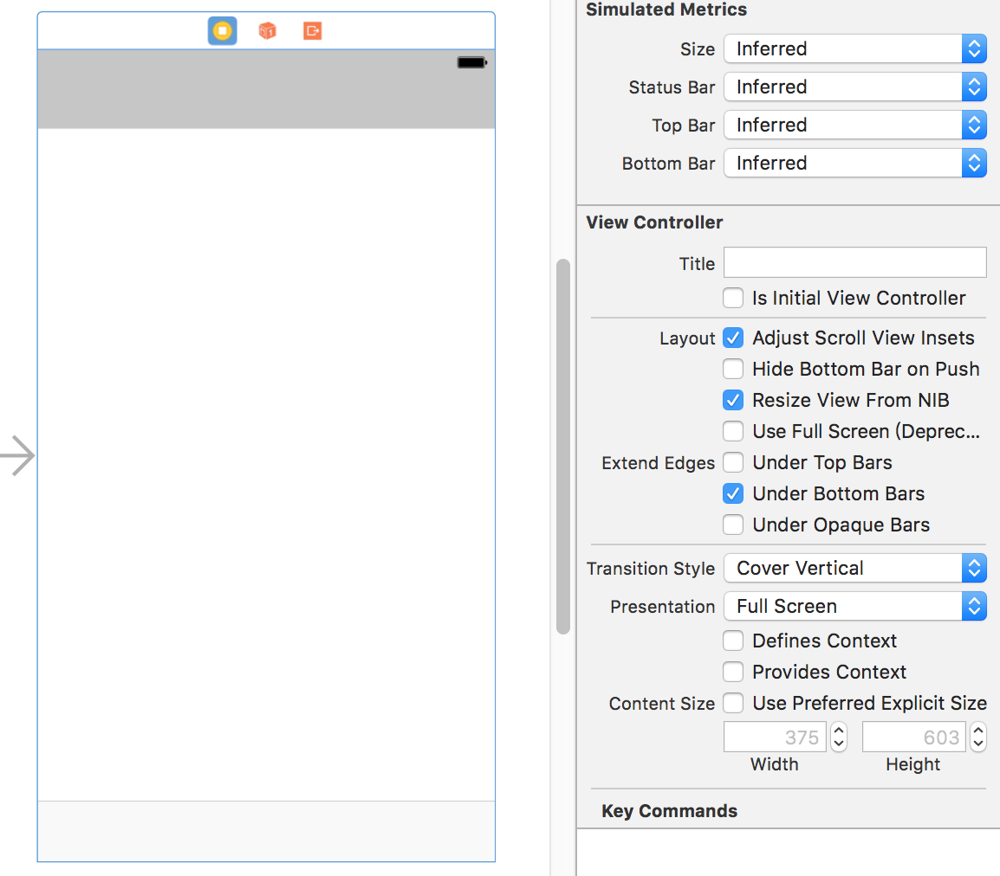 Simulated Metrics
Size Inferred
Status Bar Inferred
Top Bar Inferred
Bottom Bar Inferred
View Controller
Title
Is Initial View Controller
Layout Adjust Scroll View Insets
Hide Bottom Bar on Push
Resize View From NIB
Use Full Screen (Deprec...
Extend Edges Under Top Bars
Under Bottom Bars
Under Opaque Bars
Transition Style Cover Vertical
Presentation Full Screen
Defines Context
Provides Context
Content Size Use Preferred Explicit Size
375 603
Width Height
Key Commands